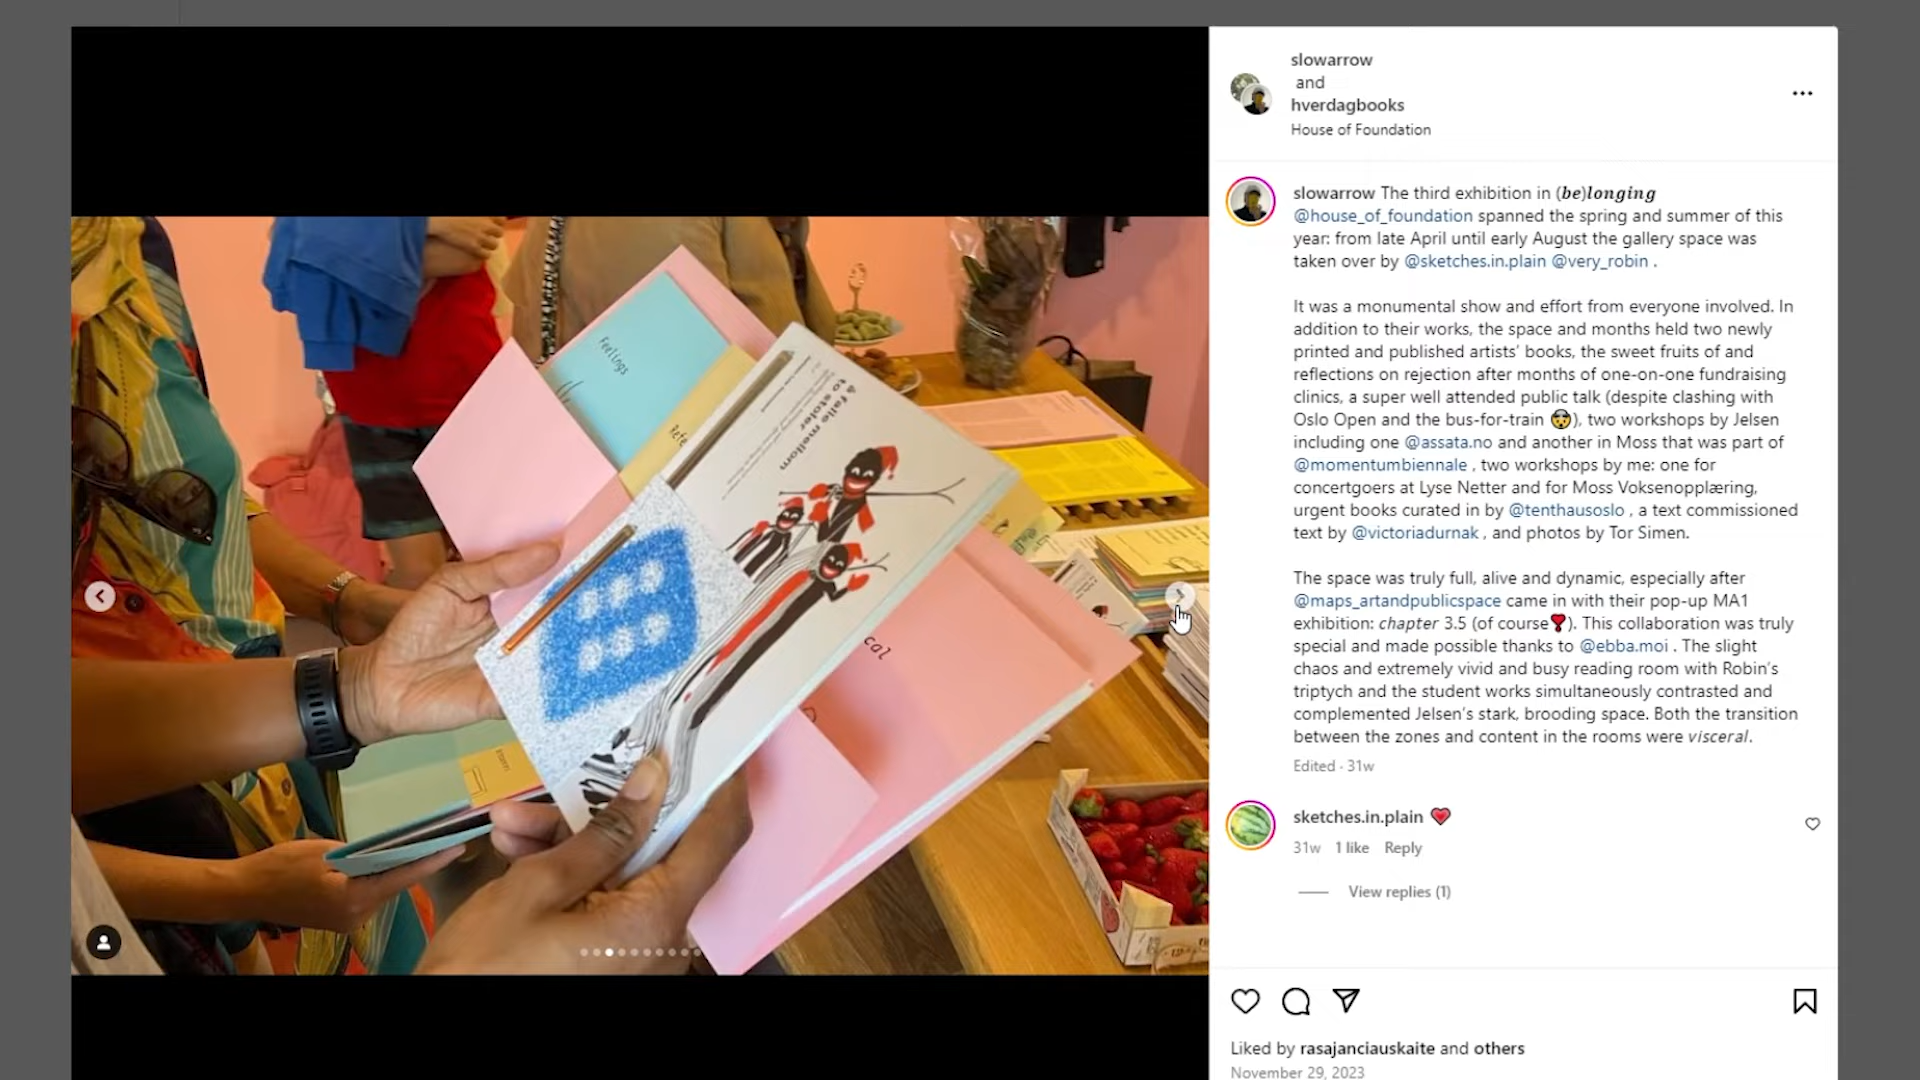 slowarrow
and
hverdagbooks
House of Foundation
slowarrow The third exhibition in (be)longing
@house_of_foundation spanned the spring and summer of this
year: from late April until early August the gallery space was
taken over by @sketches.in.plain @very_robin .
It was a monumental show and effort from everyone involved. In
addition to their works, the space and months held two newly
printed and published artists’ books, the sweet fruits of and
reflections on rejection after months of one-on-one fundraising
clinics, a super well attended public talk (despite clashing with
Oslo Open and the bus-for-train 🤯), two workshops by Jelsen
including one @assata.no and another in Moss that was part of
@momentumbiennale , two workshops by me: one for
concertgoers at Lyse Netter and for Moss Voksenopplæring,
urgent books curated in by @tenthausoslo , a text commissioned
text by @victoriadurnak , and photos by Tor Simen.
The space was truly full, alive and dynamic, especially after
@maps_artandpublicspace came in with their pop-up MA1
exhibition: chapter 3.5 (of course❣️). This collaboration was truly
special and made possible thanks to @ebba.moi . The slight
chaos and extremely vivid and busy reading room with Robin’s
triptych and the student works simultaneously contrasted and
complemented Jelsen’s stark, brooding space. Both the transition
between the zones and content in the rooms were visceral.
Edited · 31w
sketches.in.plain ❤️
31w 1 like Reply
View replies (1)
Liked by rasajanciauskaite and others
November 29, 2023
Feelings
å falle mellom
to stoler
cal